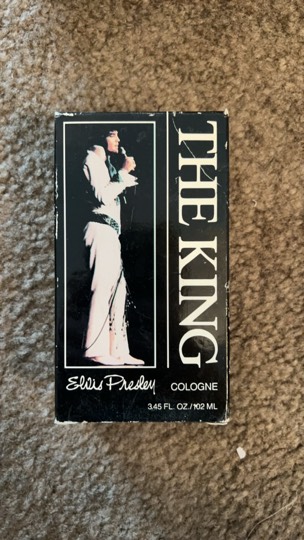 THE KING
Elvis Presley
COLOGNE
3.45 FL. OZ./102 ML